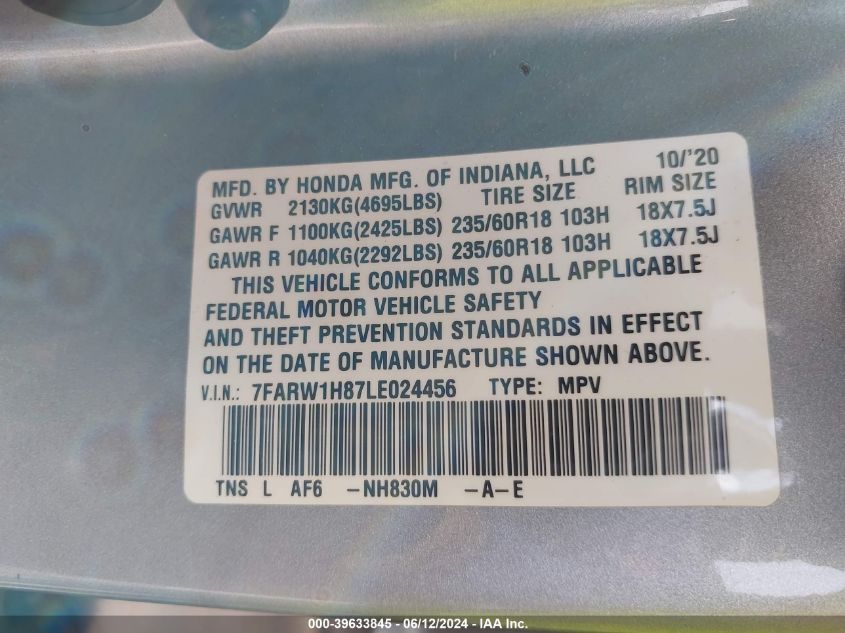 MFD. BY HONDA MFG. OF INDIANA, LLC 10/'20
GVWR 2130KG(4695LBS) TIRE SIZE RIM SIZE
GAWR F 1100KG(2425LBS) 235/60R18 103H 18X7.5J
GAWR R 1040KG(2292LBS) 235/60R18 103H 18X7.5J
THIS VEHICLE CONFORMS TO ALL APPLICABLE
FEDERAL MOTOR VEHICLE SAFETY
AND THEFT PREVENTION STANDARDS IN EFFECT
ON THE DATE OF MANUFACTURE SHOWN ABOVE.
V.I.N.: 7FARW1H87LE024456 TYPE: MPV
TNS L AF6 -NH830M -A-E
000-39633845 - 06/12/2024 - IAA Inc.